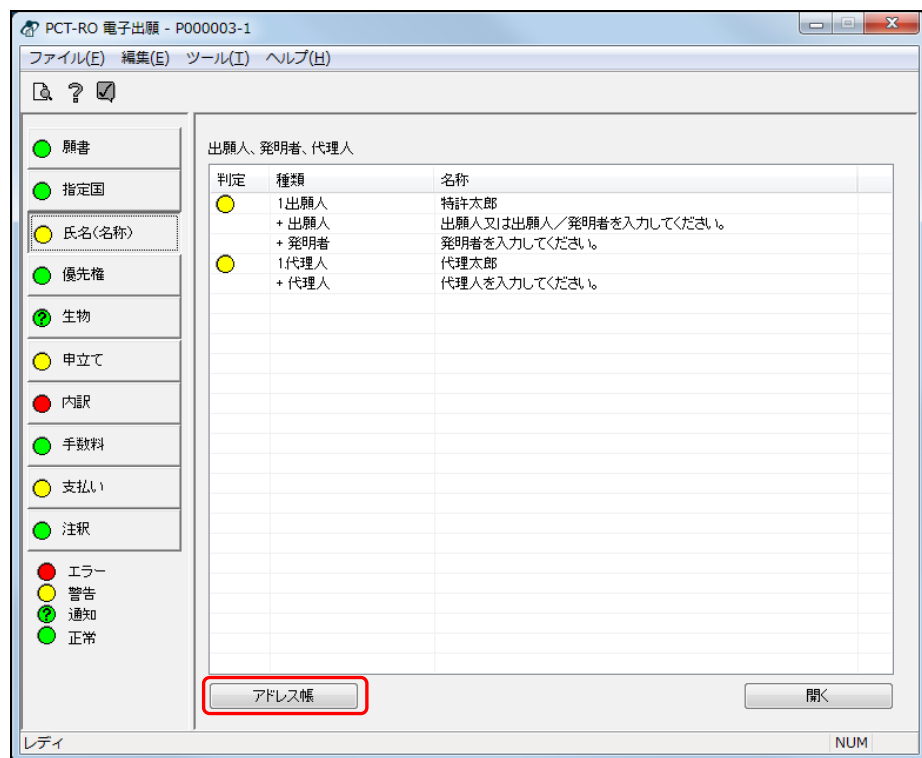 PCT-RO 電子出願 - P000003-1
ファイル(F) 編集(E) ツール(T) ヘルプ(H)
願書
指定国
氏名(名称)
優先権
生物
申立て
内訳
手数料
支払い
注釈
エラー
警告
通知
正常
出願人、発明者、代理人
判定 種類 名称
1.出願人 特許太郎
+ 出願人 出願人又は出願人／発明者を入力してください。
+ 発明者 発明者を入力してください。
1.代理人 代理太郎
+ 代理人 代理人を入力してください。
アドレス帳 開く
レディ NUM